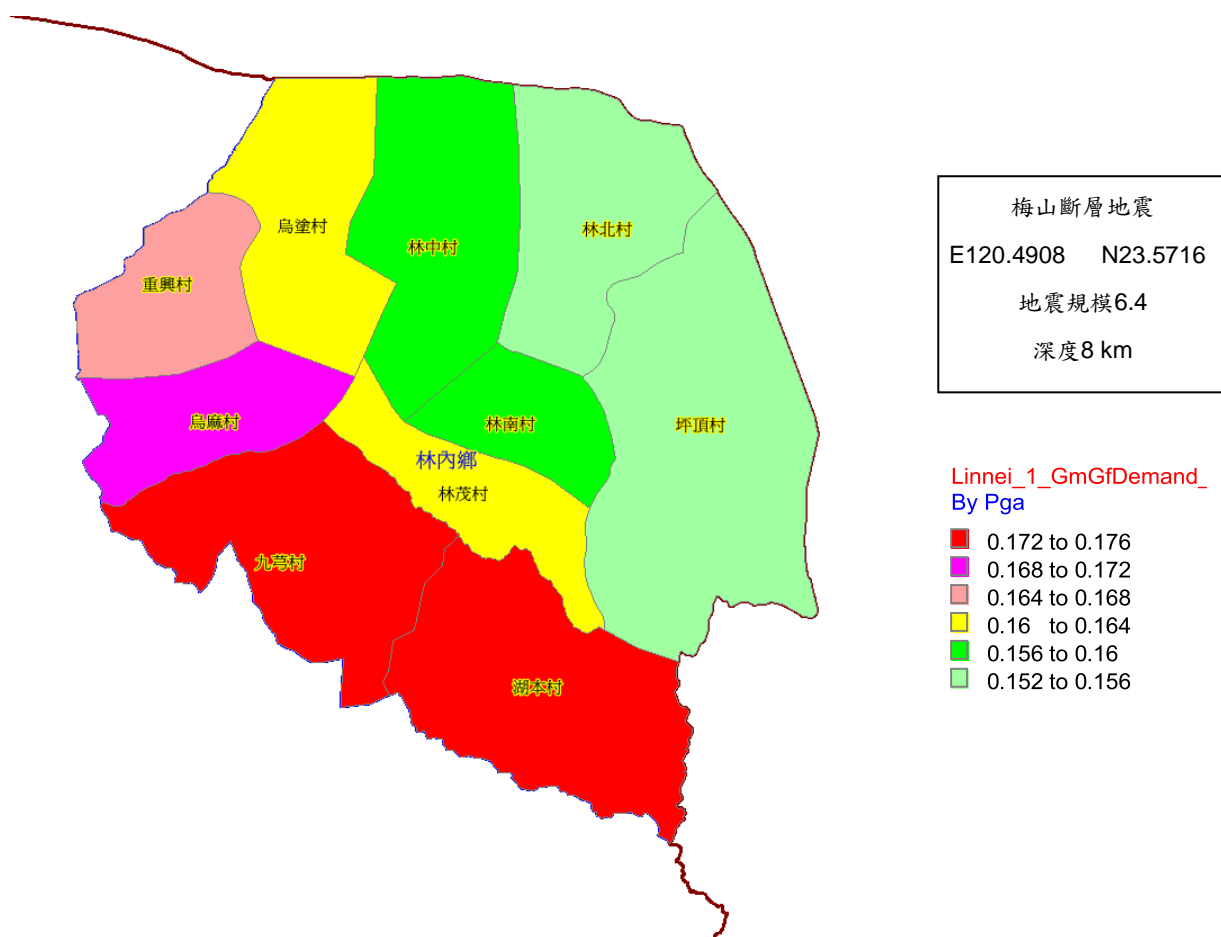 烏塗村
林中村
林北村
重興村
烏麻村
林南村
坪頂村
林內鄉
林茂村
九芎村
湖本村
梅山斷層地震
E120.4908 N23.5716
地震規模6.4
深度8 km
Linnei_1_GmGfDemand_
By Pga
0.172 to 0.176
0.168 to 0.172
0.164 to 0.168
0.16 to 0.164
0.156 to 0.16
0.152 to 0.156